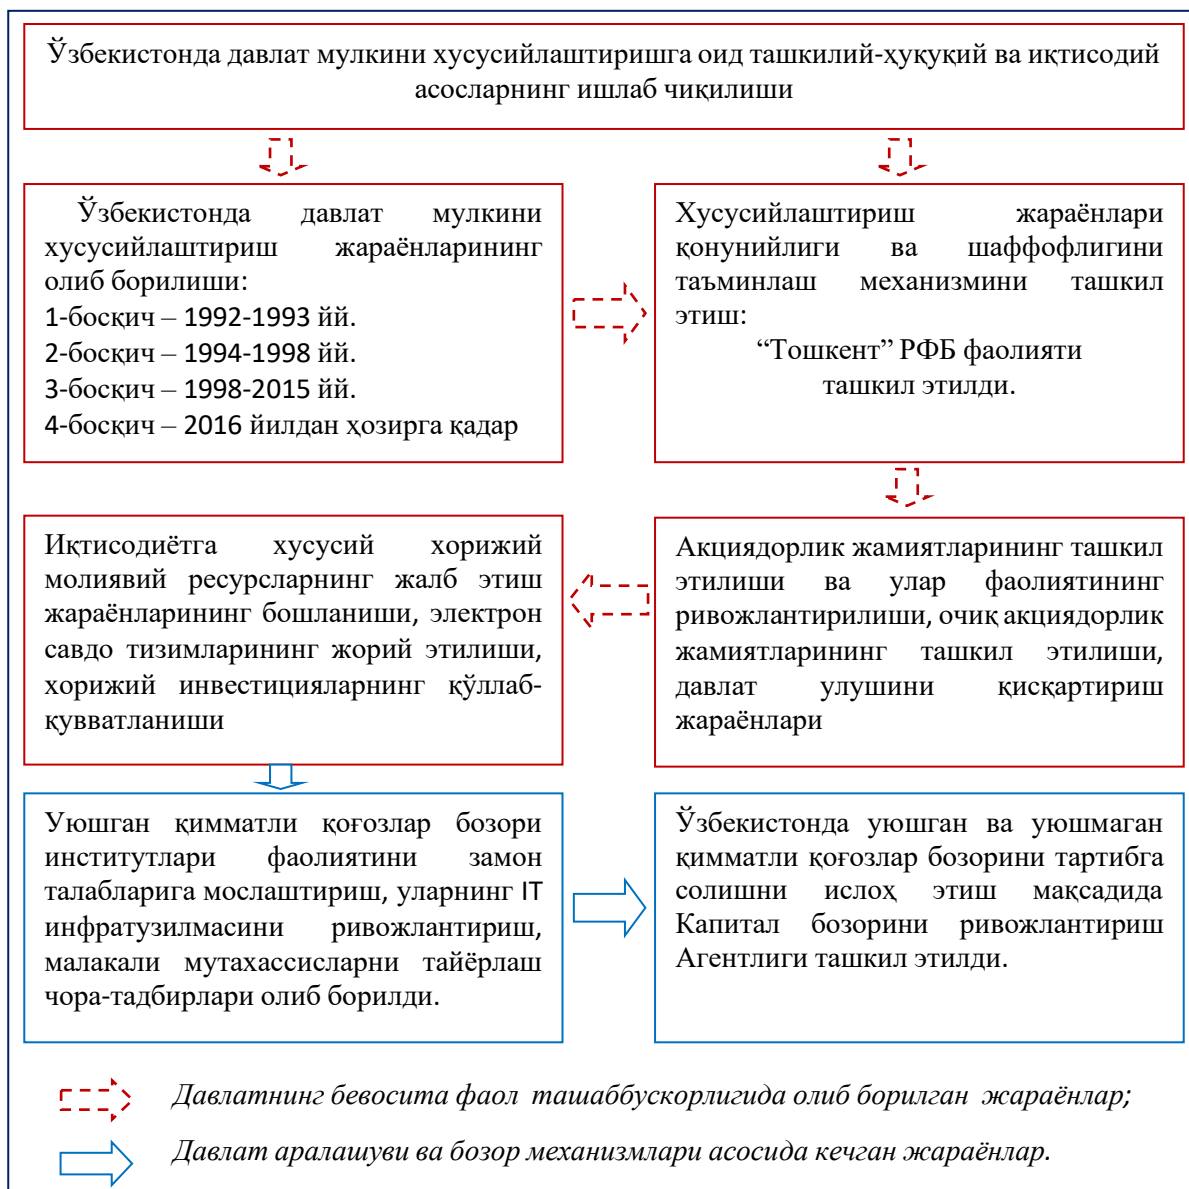 Ўзбекистонда давлат мулкини хусусийлаштиришга оид ташкилий-ҳуқуқий ва иқтисодий
асосларнинг ишлаб чиқилиши
Ўзбекистонда давлат мулкини
хусусийлаштириш жараёнларининг
олиб борилиши:
1-босқич – 1992-1993 йй.
2-босқич – 1994-1998 йй.
3-босқич – 1998-2015 йй.
4-босқич – 2016 йилдан ҳозирга қадар
Хусусийлаштириш жараёнлари
қонунийлиги ва шаффофлигини
таъминлаш механизмини ташкил
этиш:
“Тошкент” РФБ фаолияти
ташкил этилди.
Иқтисодиётга хусусий хорижий
молиявий ресурсларнинг жалб этиш
жараёнларининг бошланиши, электрон
савдо тизимларининг жорий этилиши,
хорижий инвестицияларнинг қўллаб-
қувватланиши
Акциядорлик жамиятларининг ташкил
этилиши ва улар фаолиятининг
ривожлантирилиши, очиқ акциядорлик
жамиятларининг ташкил этилиши,
давлат улушини қисқартириш
жараёнлари
Уюшган қимматли қоғозлар бозори
институтлари фаолиятини замон
талабларига мослаштириш, уларнинг IT
инфратузилмасини ривожлантириш,
малакали мутахассисларни тайёрлаш
чора-тадбирлари олиб борилди.
Ўзбекистонда уюшган ва уюшмаган
қимматли қоғозлар бозорини тартибга
солишни ислоҳ этиш мақсадида
Капитал бозорини ривожлантириш
Агентлиги ташкил этилди.
Давлатнинг бевосита фаол ташаббускорлигида олиб борилган жараёнлар;
Давлат аралашуви ва бозор механизмлари асосида кечган жараёнлар.